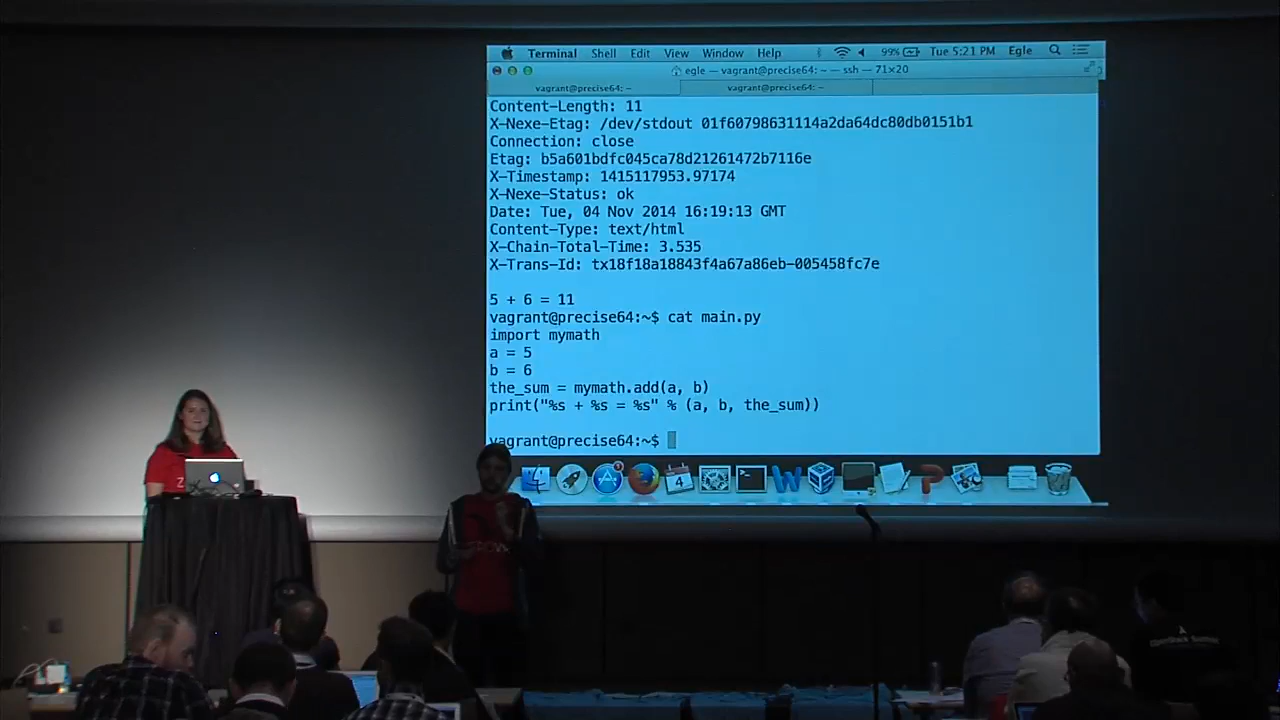 Terminal Shell Edit View Window Help 99% Tue 5:21 PM Egle
egle — vagrant@precise64: ~ — ssh — 71×20
vagrant@precise64: ~ vagrant@precise64: ~
Content-Length: 11
X-Nexe-Etag: /dev/stdout 01f60798631114a2da64dc80db0151b1
Connection: close
Etag: b5a601bdfc045ca78d21261472b7116e
X-Timestamp: 1415117953.97174
X-Nexe-Status: ok
Date: Tue, 04 Nov 2014 16:19:13 GMT
Content-Type: text/html
X-Chain-Total-Time: 3.535
X-Trans-Id: tx18f18a18843f4a67a86eb-005458fc7e
5 + 6 = 11
vagrant@precise64:~$ cat main.py
import mymath
a = 5
b = 6
the_sum = mymath.add(a, b)
print("%s + %s = %s" % (a, b, the_sum))
vagrant@precise64:~$
4